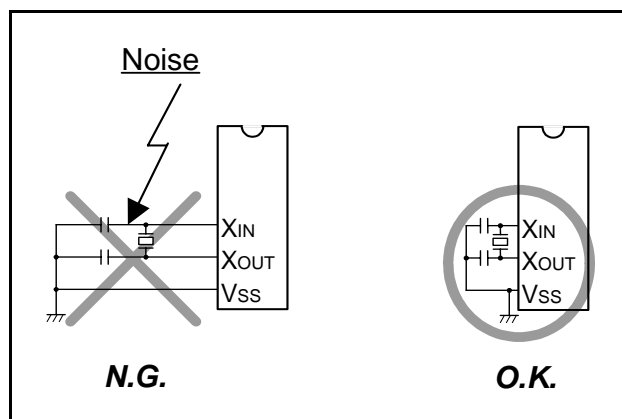 Noise
XIN
XOUT
VSS
N.G.
XIN
XOUT
VSS
O.K.